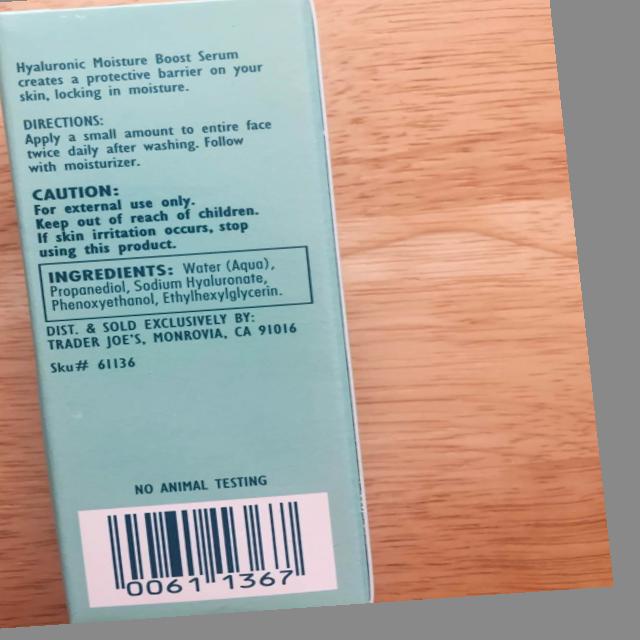 Hyaluronic Moisture Boost Serum
creates a protective barrier on your
skin, locking in moisture.
DIRECTIONS:
Apply a small amount to entire face
twice daily after washing. Follow
with moisturizer.
CAUTION:
For external use only.
Keep out of reach of children.
If skin irritation occurs, stop
using this product.
INGREDIENTS: Water (Aqua),
Propanediol, Sodium Hyaluronate,
Phenoxyethanol, Ethylhexylglycerin.
DIST. & SOLD EXCLUSIVELY BY:
TRADER JOE'S, MONROVIA, CA 91016
Sku# 61136
NO ANIMAL TESTING
0061 1367